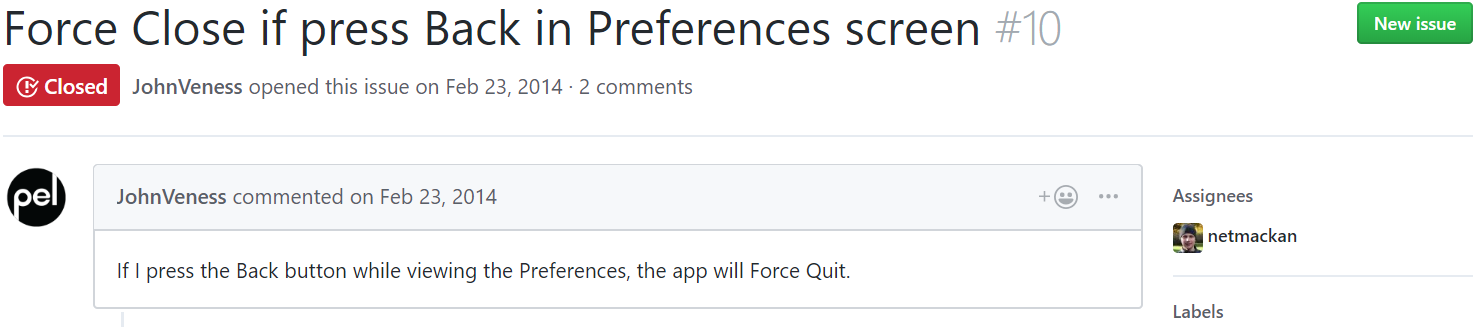 Force Close if press Back in Preferences screen #10
New issue
Closed
JohnVeness opened this issue on Feb 23, 2014 · 2 comments
pel
JohnVeness commented on Feb 23, 2014
If I press the Back button while viewing the Preferences, the app will Force Quit.
Assignees
netmackan
Labels